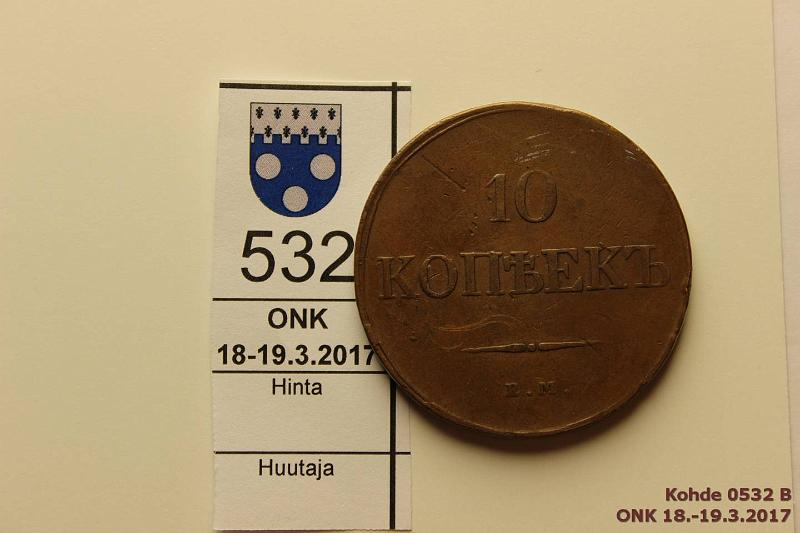 532
ONK
18-19.3.2017
Hinta
Huutaja
10
КОПѢЕКЪ
Е.М.
Kohde 0532 B
ONK 18.-19.3.2017